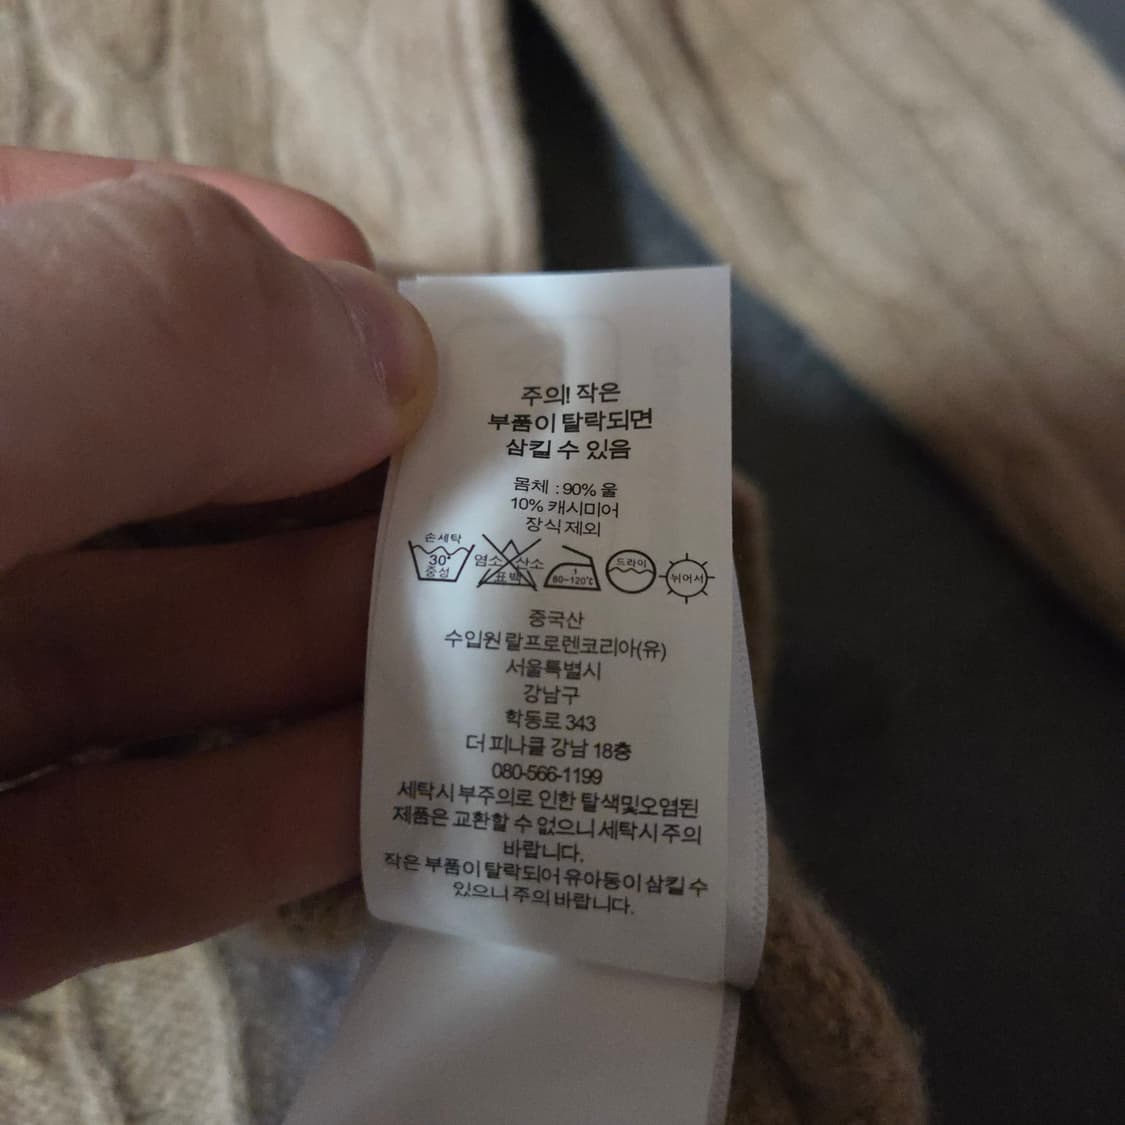 주의! 작은
부품이 탈락되면
삼킬 수 있음
몸체 : 90% 울
10% 캐시미어
장식 제외
손세탁
30°
중성
염소 산소
표백
1
80~120℃
드라이
뉘어서
중국산
수입원 랄프로렌코리아(유)
서울특별시
강남구
학동로 343
더 피나클 강남 18층
080-566-1199
세탁시 부주의로 인한 탈색및오염된
제품은 교환할 수 없으니 세탁시 주의
바랍니다.
작은 부품이 탈락되어 유아동이 삼킬 수
있으니 주의 바랍니다.